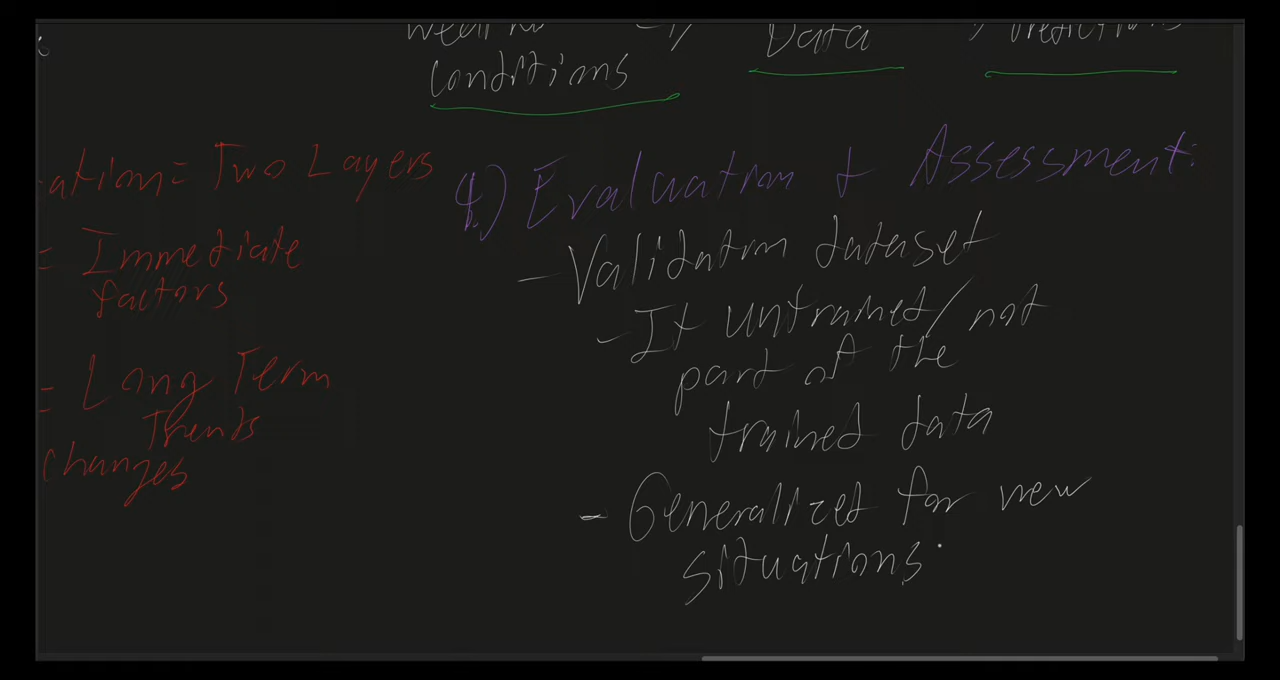 conditions
Data
ation = Two Layers
= Immediate
factors
= Long Term
Trends
Changes
4.) Evaluation & Assessment:
- Validation dataset
- It untrained/not
part of the
trained data
- Generalized for new
situations